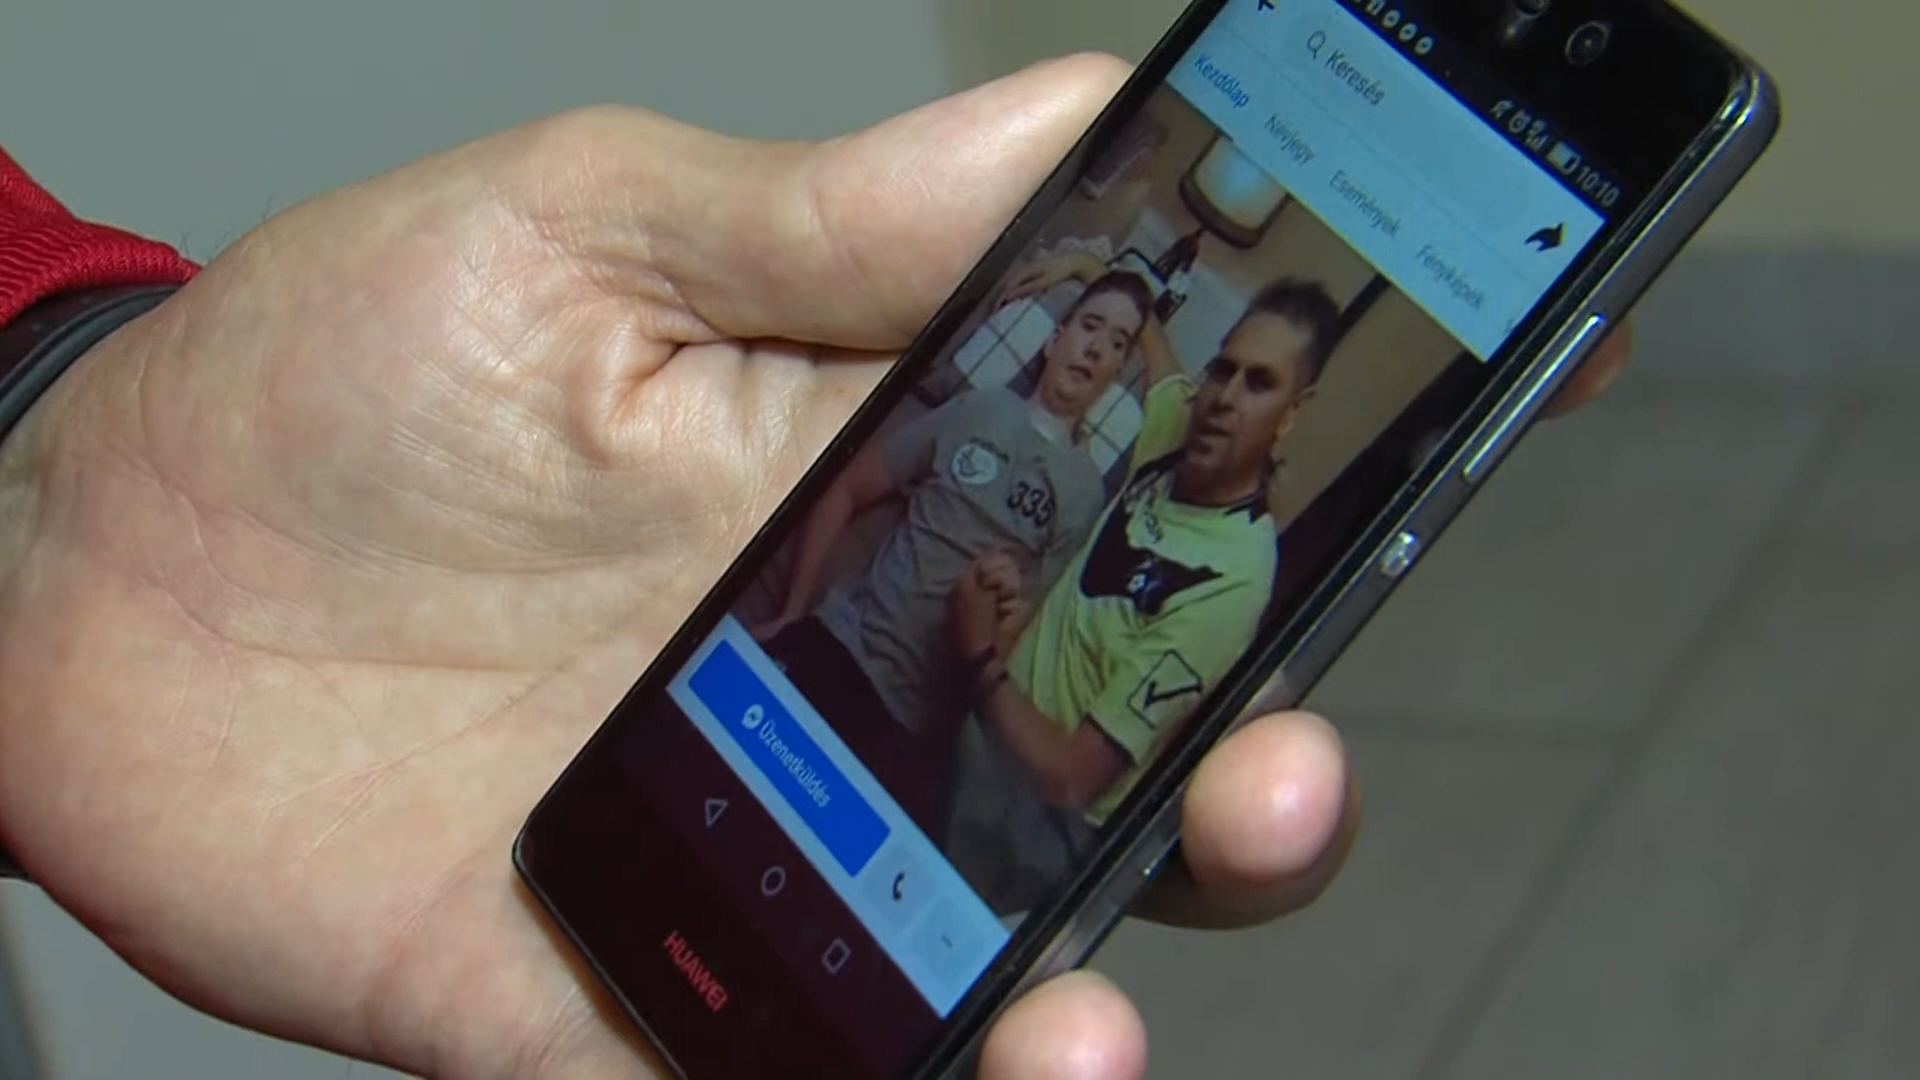 10:10
Keresés
Kezdőlap Névjegy Események Fényképek
335
Üzenetküldés
HUAWEI